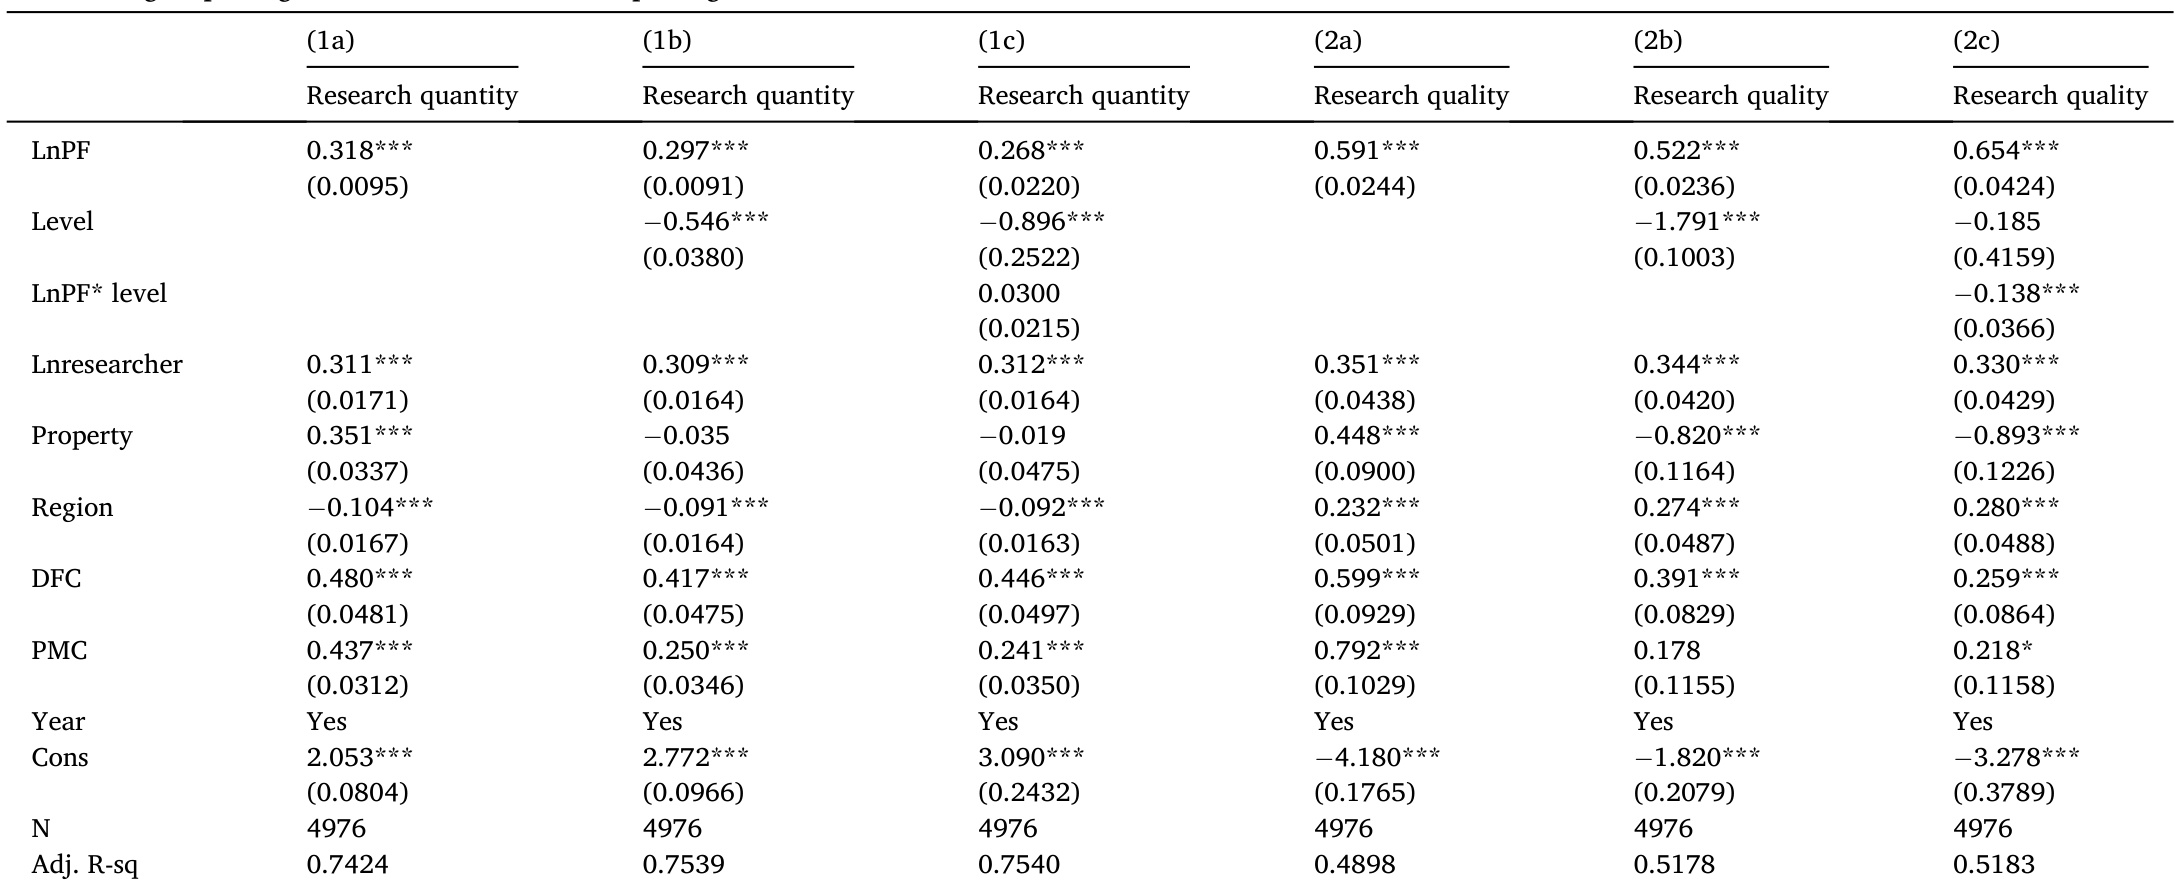 (1a) (1b) (1c) (2a) (2b) (2c)
Research quantity Research quantity Research quantity Research quality Research quality Research quality
LnPF 0.318*** 0.297*** 0.268*** 0.591*** 0.522*** 0.654***
(0.0095) (0.0091) (0.0220) (0.0244) (0.0236) (0.0424)
Level −0.546*** −0.896*** −1.791*** −0.185
(0.0380) (0.2522) (0.1003) (0.4159)
LnPF* level 0.0300 −0.138***
(0.0215) (0.0366)
Lnresearcher 0.311*** 0.309*** 0.312*** 0.351*** 0.344*** 0.330***
(0.0171) (0.0164) (0.0164) (0.0438) (0.0420) (0.0429)
Property 0.351*** −0.035 −0.019 0.448*** −0.820*** −0.893***
(0.0337) (0.0436) (0.0475) (0.0900) (0.1164) (0.1226)
Region −0.104*** −0.091*** −0.092*** 0.232*** 0.274*** 0.280***
(0.0167) (0.0164) (0.0163) (0.0501) (0.0487) (0.0488)
DFC 0.480*** 0.417*** 0.446*** 0.599*** 0.391*** 0.259***
(0.0481) (0.0475) (0.0497) (0.0929) (0.0829) (0.0864)
PMC 0.437*** 0.250*** 0.241*** 0.792*** 0.178 0.218*
(0.0312) (0.0346) (0.0350) (0.1029) (0.1155) (0.1158)
Year Yes Yes Yes Yes Yes Yes
Cons 2.053*** 2.772*** 3.090*** −4.180*** −1.820*** −3.278***
(0.0804) (0.0966) (0.2432) (0.1765) (0.2079) (0.3789)
N 4976 4976 4976 4976 4976 4976
Adj. R-sq 0.7424 0.7539 0.7540 0.4898 0.5178 0.5183